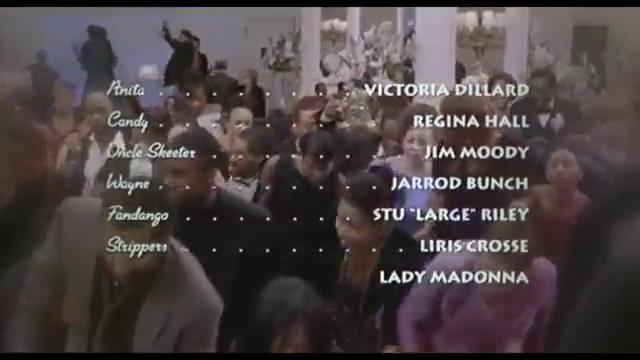 Anita . . . . . . . . VICTORIA DILLARD
Candy . . . . . . . . . . REGINA HALL
Uncle Skeeter . . . . . . . . JIM MOODY
Wayne . . . . . . . . . JARROD BUNCH
Fandango . . . . . . . . STU "LARGE" RILEY
Strippers . . . . . . . . . LIRIS CROSSE
LADY MADONNA